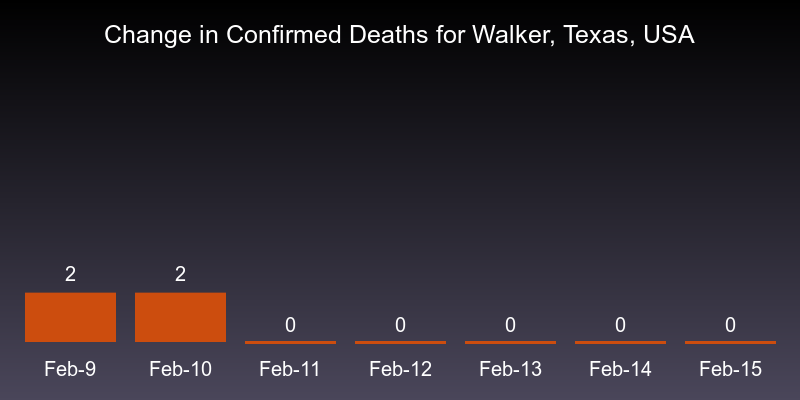 Change in Confirmed Deaths for Walker, Texas, USA
2 2 0 0 0 0 0
Feb-9 Feb-10 Feb-11 Feb-12 Feb-13 Feb-14 Feb-15